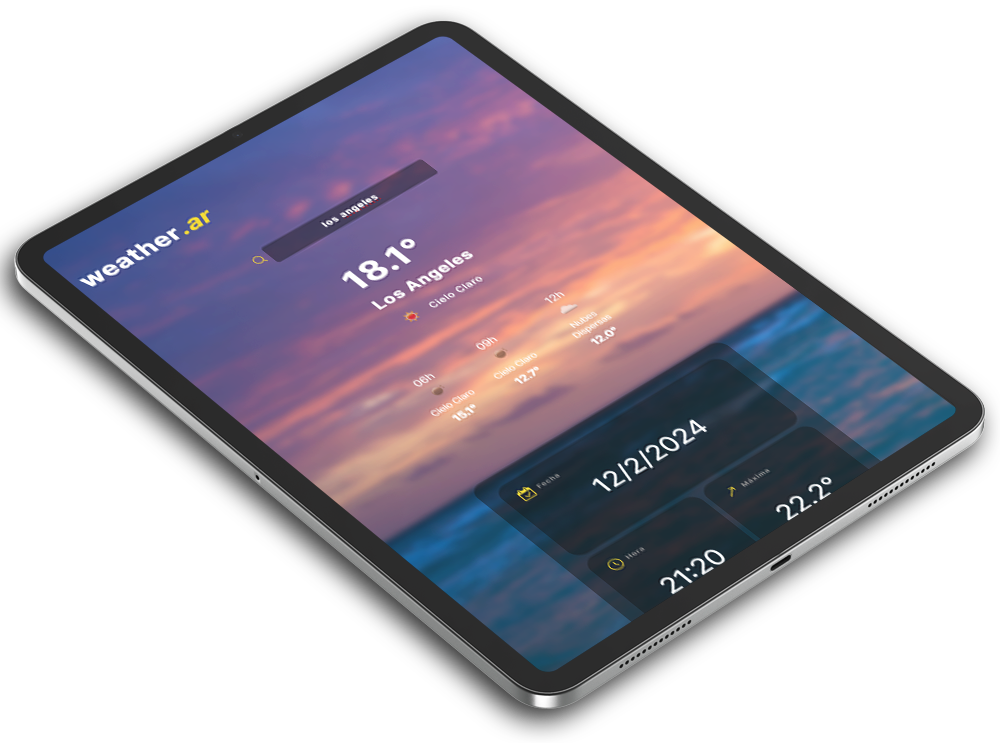 weather.ar
los angeles
18.1°
Los Angeles
Cielo Claro
06h
Cielo Claro
15.1°
09h
Cielo Claro
12.7°
12h
Nubes
Dispersas
12.0°
Fecha
12/2/2024
Hora
21:20
Máxima
22.2°